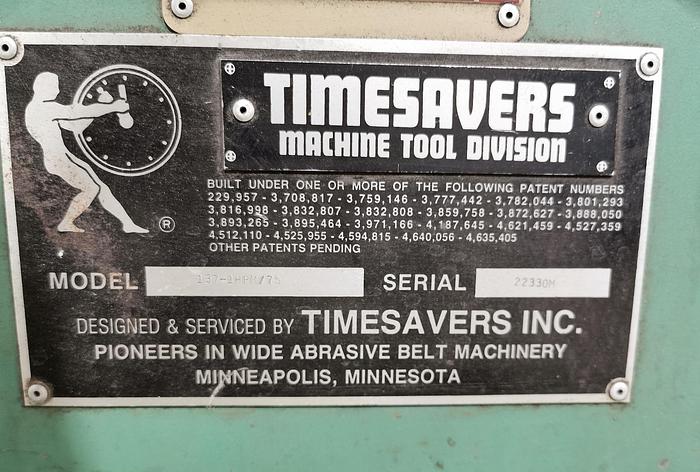 TIMESAVERS
MACHINE TOOL DIVISION
BUILT UNDER ONE OR MORE OF THE FOLLOWING PATENT NUMBERS
229,957 - 3,708,817 - 3,759,146 - 3,777,442 - 3,782,044 - 3,801,293
3,816,998 - 3,832,807 - 3,832,808 - 3,859,758 - 3,872,627 - 3,888,050
3,893,265 - 3,895,464 - 3,971,166 - 4,187,645 - 4,621,459 - 4,527,359
4,512,110 - 4,525,955 - 4,594,815 - 4,640,056 - 4,635,405
OTHER PATENTS PENDING
®
MODEL 137-1HPM/75 SERIAL 22330M
DESIGNED & SERVICED BY TIMESAVERS INC.
PIONEERS IN WIDE ABRASIVE BELT MACHINERY
MINNEAPOLIS, MINNESOTA